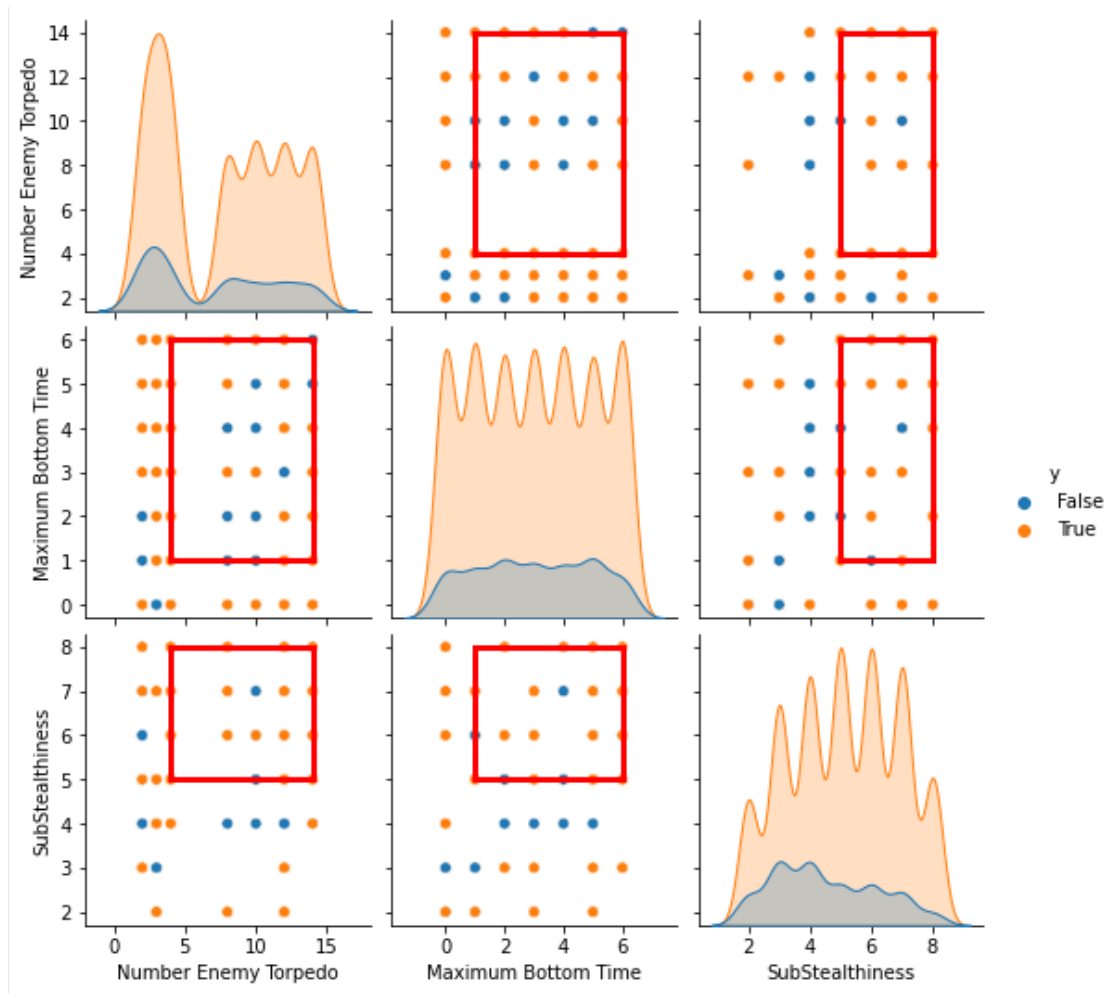 Number Enemy Torpedo
14
12
10
8
6
4
2
Maximum Bottom Time
6
5
4
3
2
1
0
y
False
True
SubStealthiness
8
7
6
5
4
3
2
0 5 10 15
0 2 4 6
2 4 6 8
Number Enemy Torpedo
Maximum Bottom Time
SubStealthiness